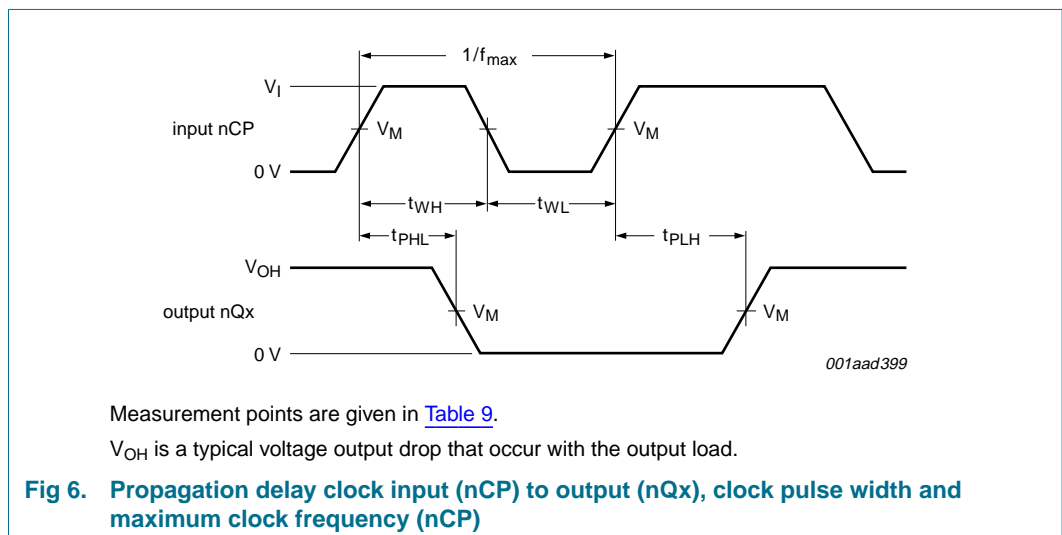 1/fmax
VI
input nCP
VM
VM
0 V
tWH
tWL
tPHL
tPLH
VOH
output nQx
VM
VM
0 V
001aad399
Measurement points are given in Table 9.
VOH is a typical voltage output drop that occur with the output load.
Fig 6. Propagation delay clock input (nCP) to output (nQx), clock pulse width and
maximum clock frequency (nCP)